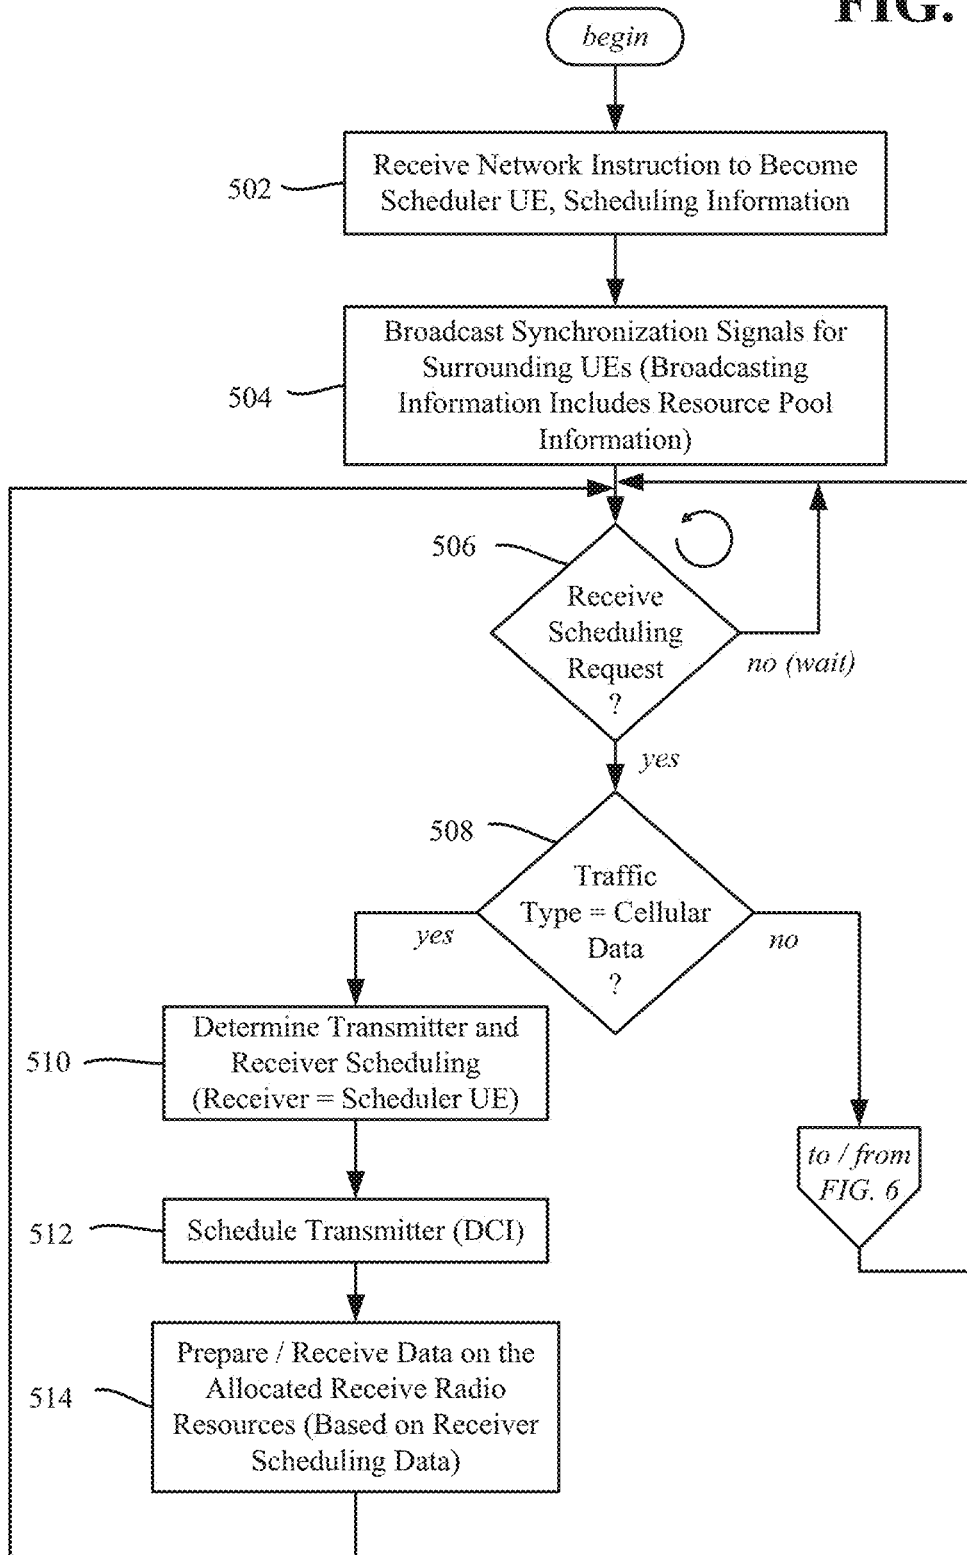 FIG.
begin
Receive Network Instruction to Become
Scheduler UE, Scheduling Information
502
Broadcast Synchronization Signals for
Surrounding UEs (Broadcasting
Information Includes Resource Pool
Information)
504
506
Receive
Scheduling
Request
?
no (wait)
yes
508
Traffic
Type = Cellular
Data
?
yes
no
Determine Transmitter and
Receiver Scheduling
(Receiver = Scheduler UE)
510
to / from
FIG. 6
Schedule Transmitter (DCI)
512
Prepare / Receive Data on the
Allocated Receive Radio
Resources (Based on Receiver
Scheduling Data)
514